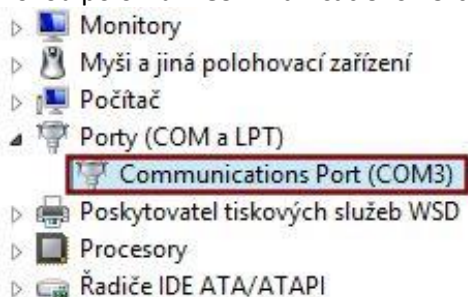 Monitory
Myši a jiná polohovací zařízení
Počítač
Porty (COM a LPT)
Communications Port (COM3)
Poskytovatel tiskových služeb WSD
Procesory
Řadiče IDE ATA/ATAPI